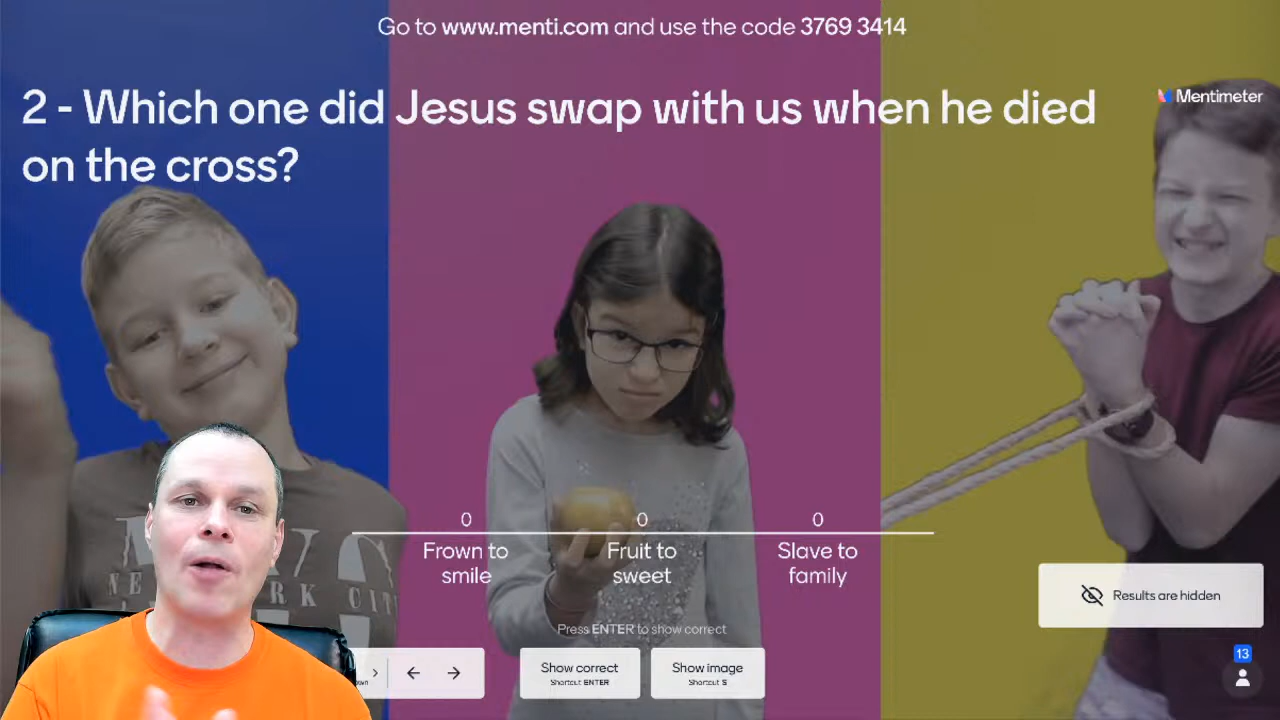 Go to www.menti.com and use the code 3769 3414
2 - Which one did Jesus swap with us when he died
on the cross?
Mentimeter
0
0
0
Frown to
smile
Fruit to
sweet
Slave to
family
NEW YORK CITY
Results are hidden
Press ENTER to show correct
Show correct
Shortcut ENTER
Show image
Shortcut S
13